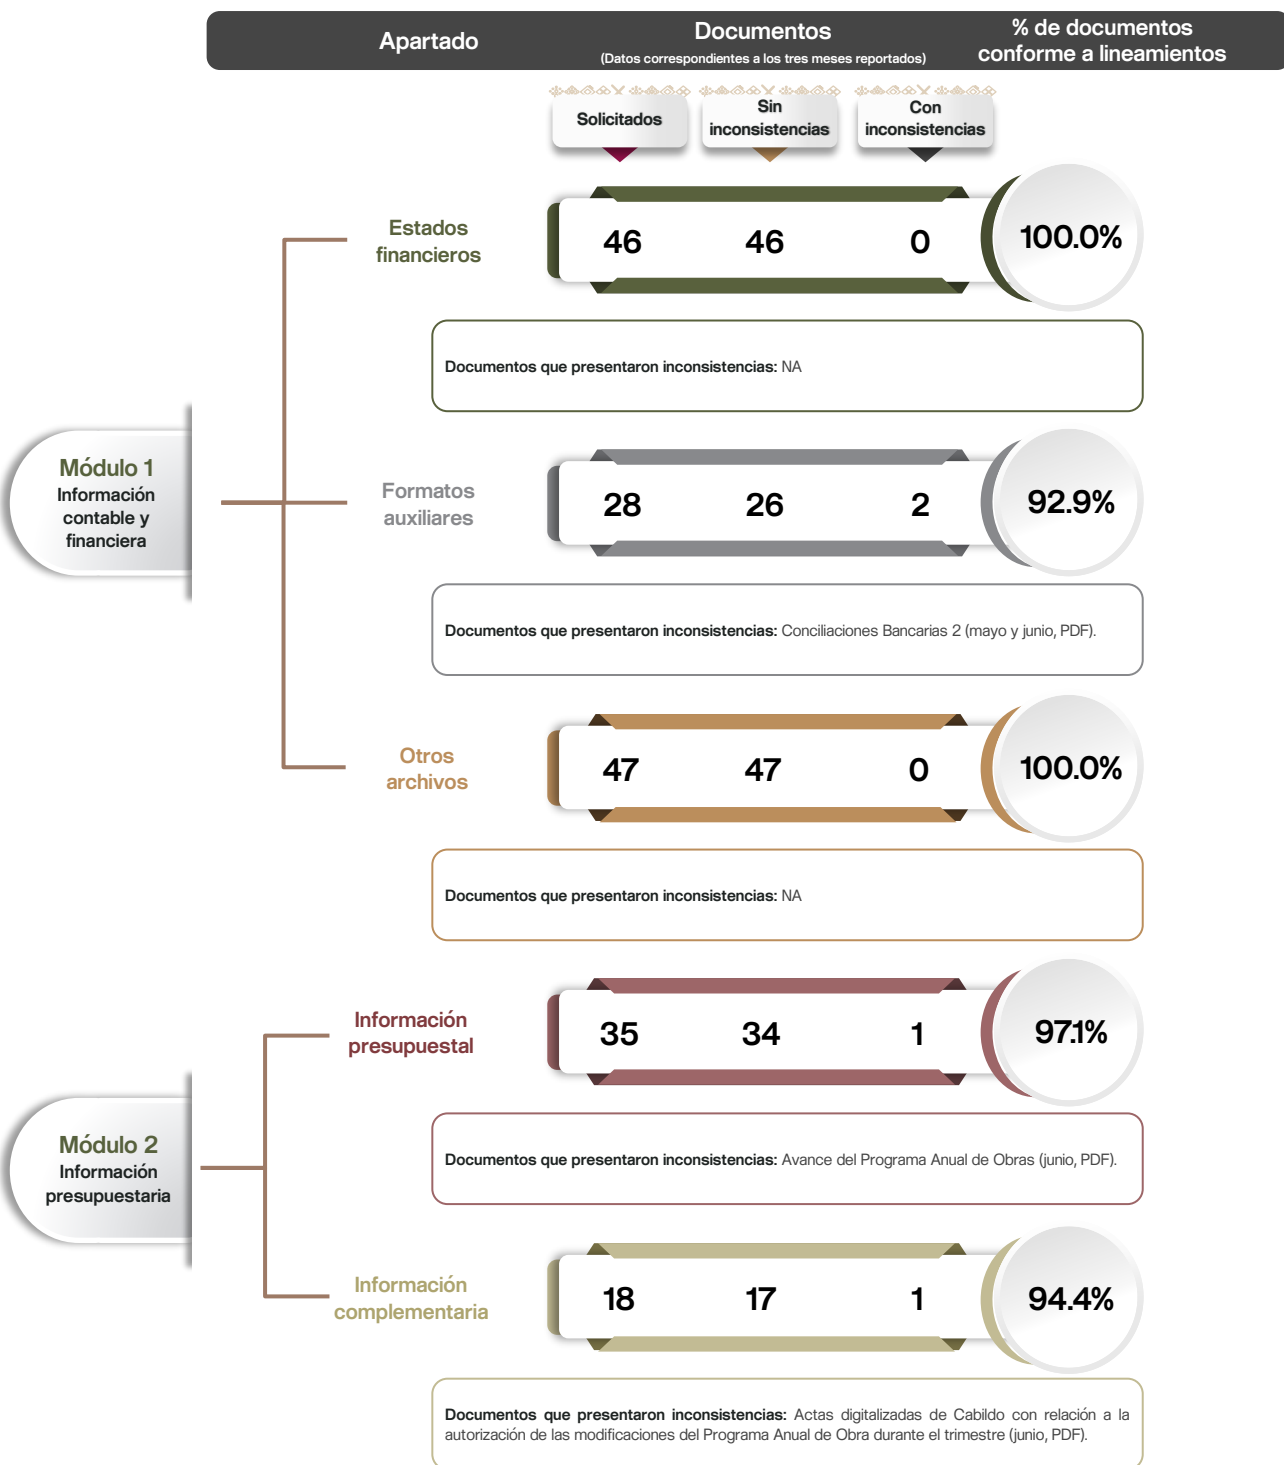 Apartado
Documentos
(Datos correspondientes a los tres meses reportados)
% de documentos
conforme a lineamientos
Solicitados
Sin
inconsistencias
Con
inconsistencias
Módulo 1
Información
contable y
financiera
Estados
financieros
46 46 0 100.0%
Documentos que presentaron inconsistencias: NA
Formatos
auxiliares
28 26 2 92.9%
Documentos que presentaron inconsistencias: Conciliaciones Bancarias 2 (mayo y junio, PDF).
Otros
archivos
47 47 0 100.0%
Documentos que presentaron inconsistencias: NA
Módulo 2
Información
presupuestaria
Información
presupuestal
35 34 1 97.1%
Documentos que presentaron inconsistencias: Avance del Programa Anual de Obras (junio, PDF).
Información
complementaria
18 17 1 94.4%
Documentos que presentaron inconsistencias: Actas digitalizadas de Cabildo con relación a la
autorización de las modificaciones del Programa Anual de Obra durante el trimestre (junio, PDF).